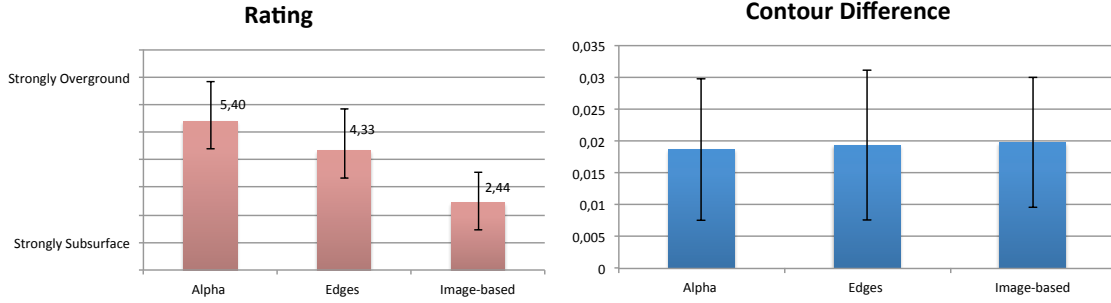 Rating
Strongly Overground
Strongly Subsurface
5,40
4,33
2,44
Alpha
Edges
Image-based
Contour Difference
0,035
0,03
0,025
0,02
0,015
0,01
0,005
0
Alpha
Edges
Image-based